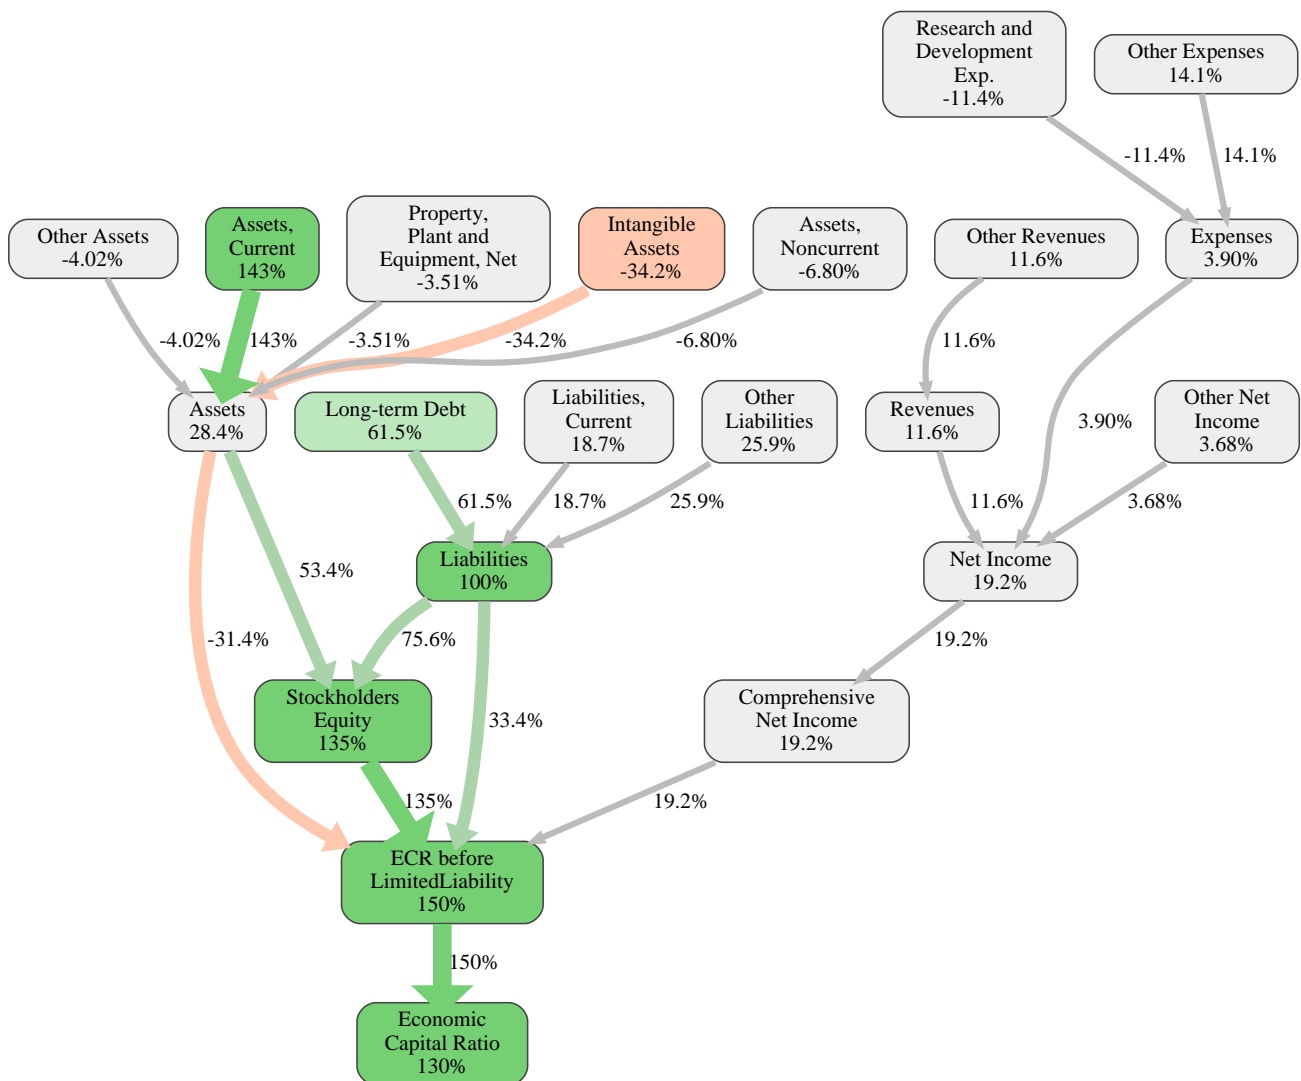 Research and
Development
Exp.
-11.4%
Other Expenses
14.1%
-11.4%
14.1%
Other Assets
-4.02%
Assets,
Current
143%
Property,
Plant and
Equipment, Net
-3.51%
Intangible
Assets
-34.2%
Assets,
Noncurrent
-6.80%
Other Revenues
11.6%
Expenses
3.90%
-4.02%
143%
-3.51%
-34.2%
-6.80%
11.6%
Assets
28.4%
Long-term Debt
61.5%
Liabilities,
Current
18.7%
Other
Liabilities
25.9%
Revenues
11.6%
3.90%
Other Net
Income
3.68%
61.5%
18.7%
25.9%
11.6%
3.68%
53.4%
Liabilities
100%
Net Income
19.2%
-31.4%
75.6%
19.2%
Stockholders
Equity
135%
33.4%
Comprehensive
Net Income
19.2%
135%
19.2%
ECR before
LimitedLiability
150%
150%
Economic
Capital Ratio
130%